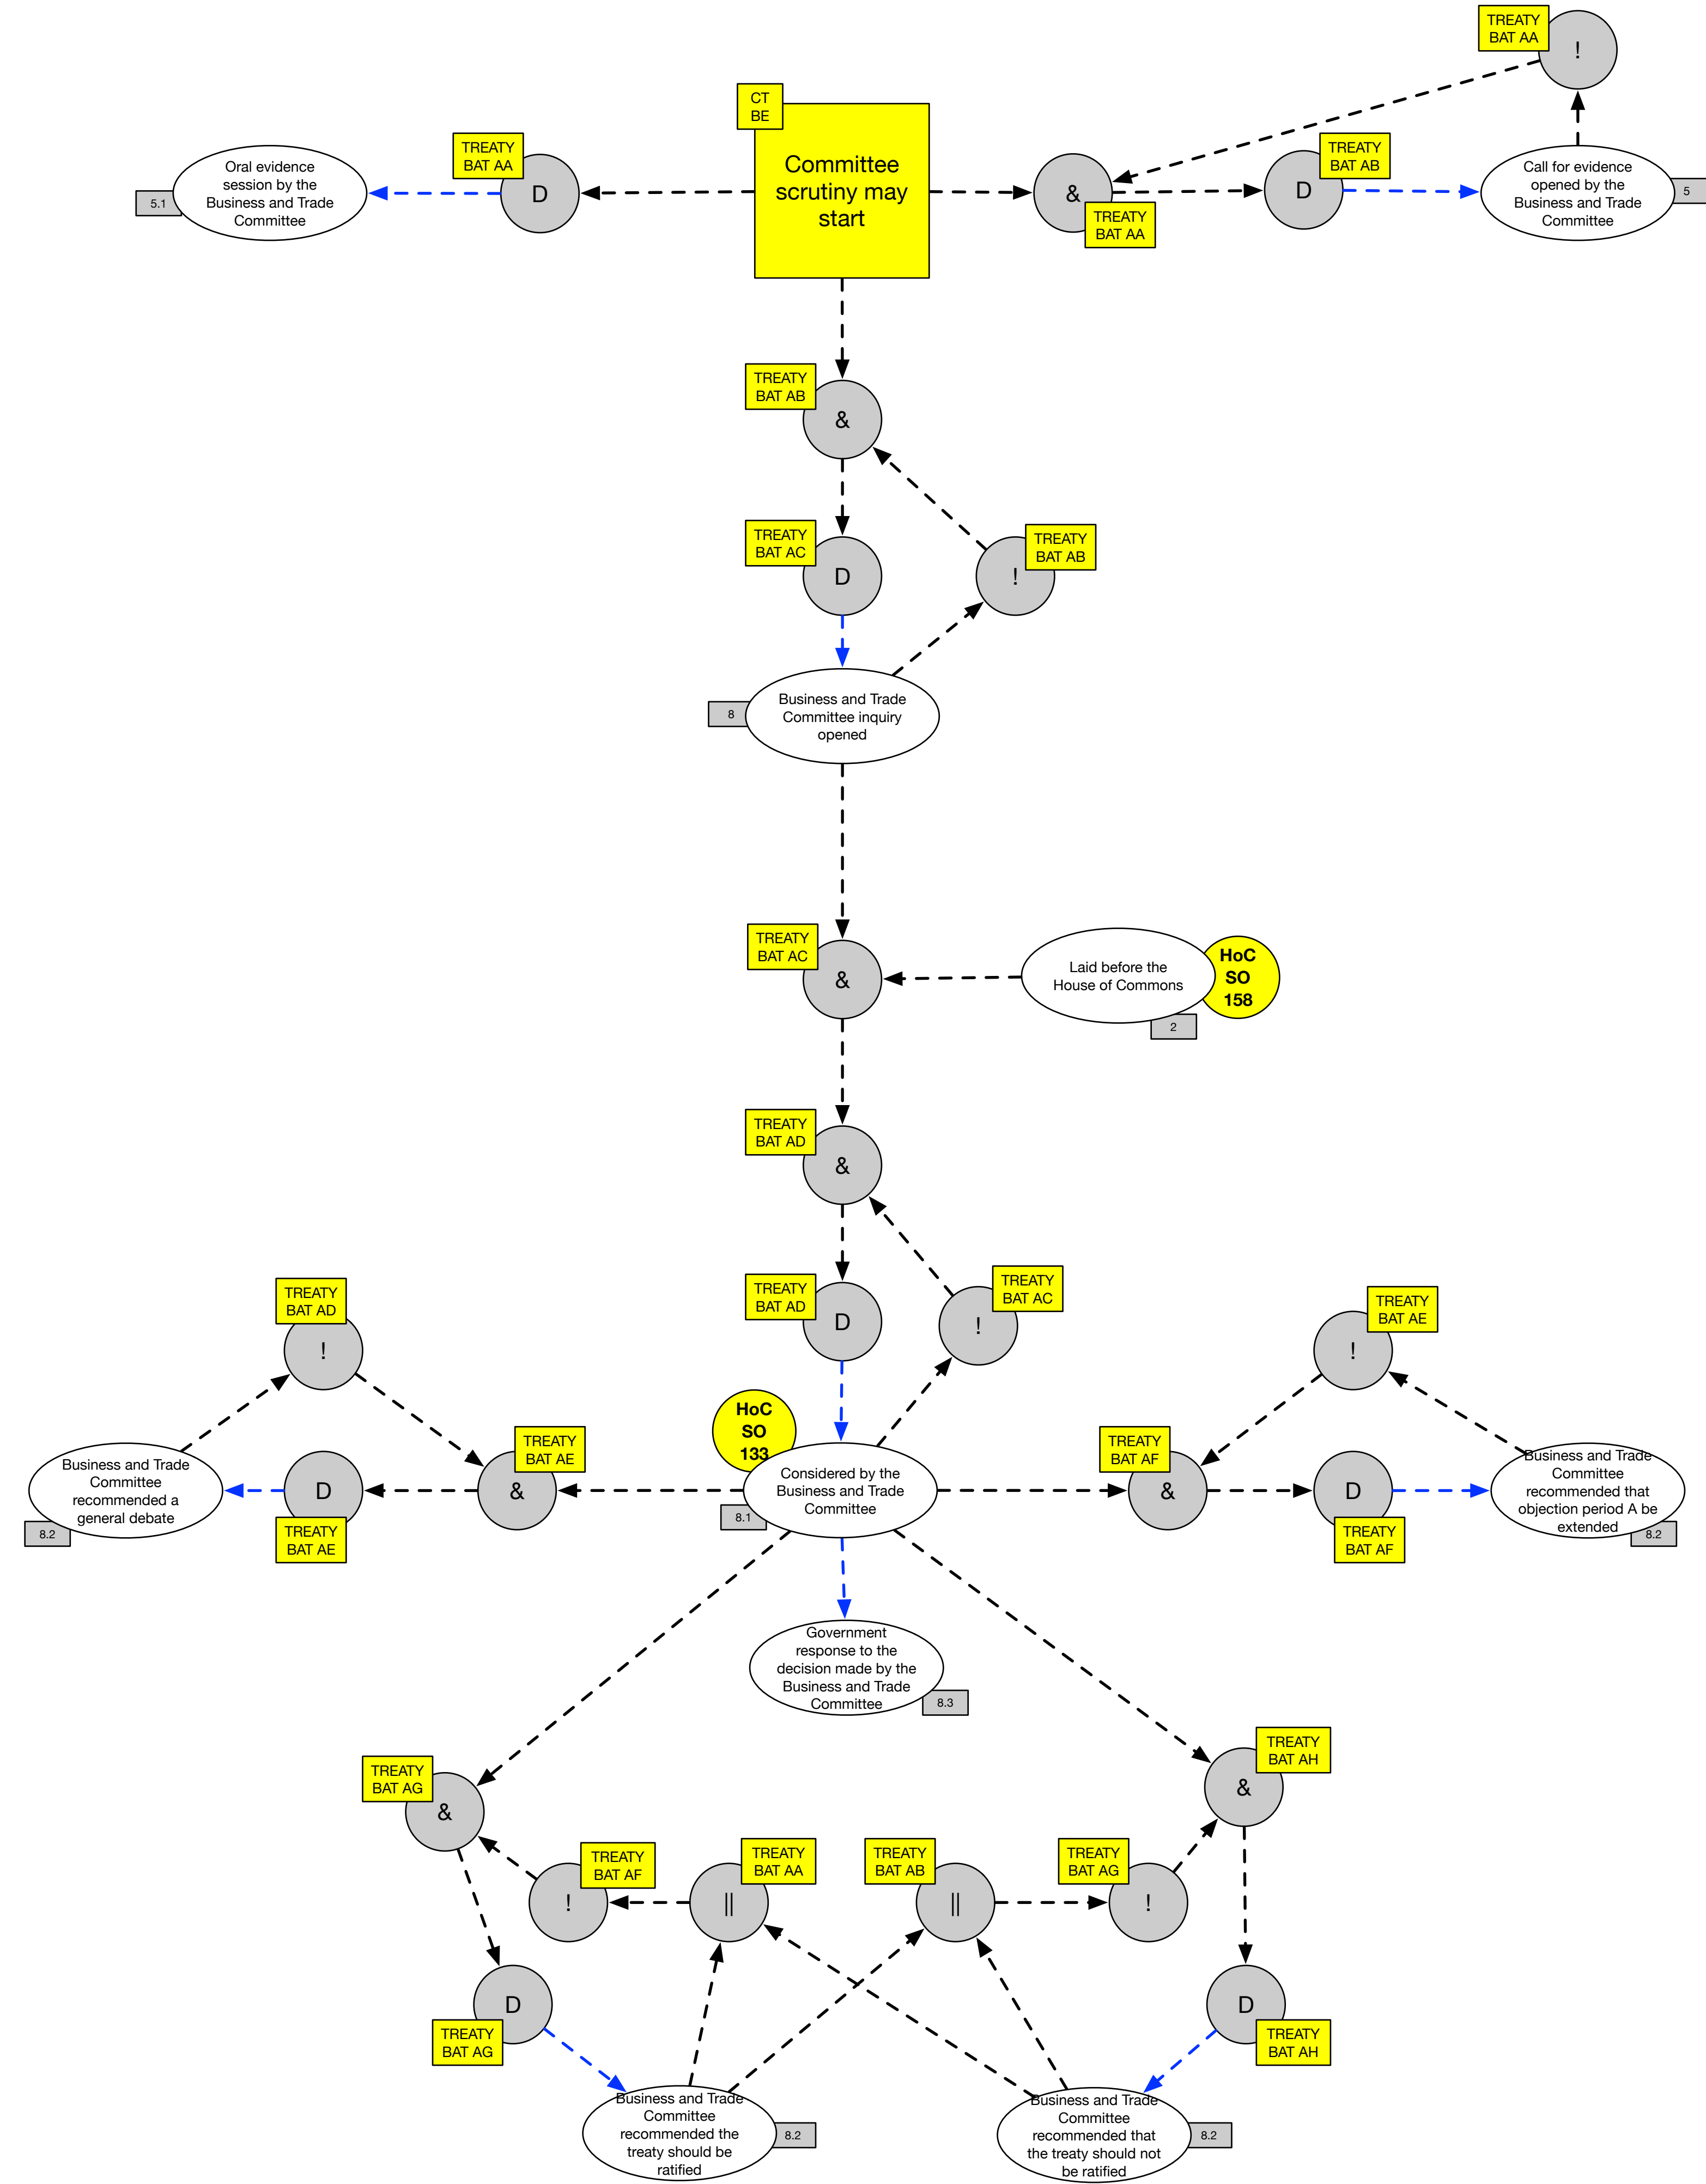 TREATY
BAT AA
!
CT
BE
Committee
scrutiny may
start
TREATY
BAT AA
D
Oral evidence
session by the
Business and Trade
Committee
5.1
&
TREATY
BAT AA
D
TREATY
BAT AB
Call for evidence
opened by the
Business and Trade
Committee
5
TREATY
BAT AB
&
TREATY
BAT AC
D
TREATY
BAT AB
!
Business and Trade
Committee inquiry
opened
8
TREATY
BAT AC
&
Laid before the
House of Commons
HoC
SO
158
2
TREATY
BAT AD
&
TREATY
BAT AD
D
TREATY
BAT AC
!
TREATY
BAT AD
!
TREATY
BAT AE
!
HoC
SO
133
Business and Trade
Committee
recommended a
general debate
8.2
D
TREATY
BAT AE
TREATY
BAT AE
&
Considered by the
Business and Trade
Committee
8.1
TREATY
BAT AF
&
D
TREATY
BAT AF
Business and Trade
Committee
recommended that
objection period A be
extended
8.2
Government
response to the
decision made by the
Business and Trade
Committee
8.3
TREATY
BAT AG
&
TREATY
BAT AH
&
TREATY
BAT AF
!
TREATY
BAT AA
||
TREATY
BAT AB
||
TREATY
BAT AG
!
D
TREATY
BAT AG
D
TREATY
BAT AH
Business and Trade
Committee
recommended the
treaty should be
ratified
8.2
Business and Trade
Committee
recommended that
the treaty should not
be ratified
8.2